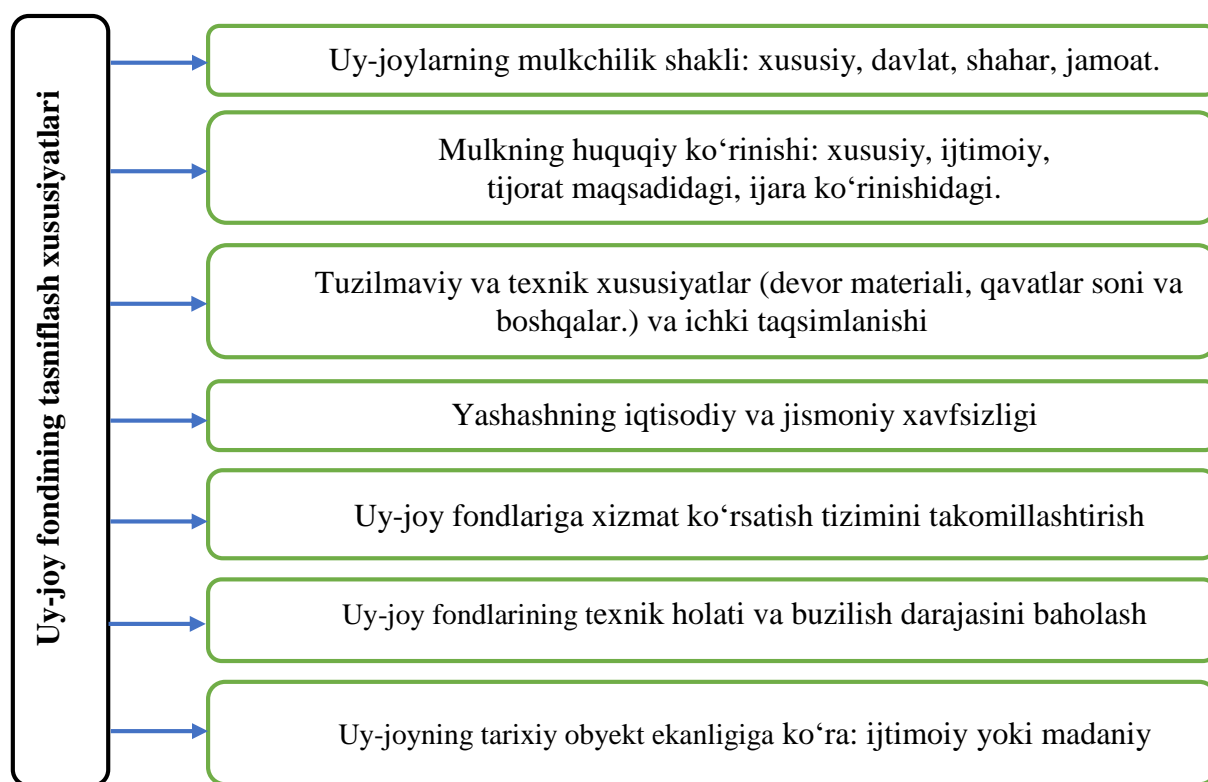 Uy-joy fondining tasniflash xususiyatlari
Uy-joylarning mulkchilik shakli: xususiy, davlat, shahar, jamoat.
Mulkning huquqiy ko‘rinishi: xususiy, ijtimoiy,
tijorat maqsadidagi, ijara ko‘rinishidagi.
Tuzilmaviy va texnik xususiyatlar (devor materiali, qavatlar soni va
boshqalar.) va ichki taqsimlanishi
Yashashning iqtisodiy va jismoniy xavfsizligi
Uy-joy fondlariga xizmat ko‘rsatish tizimini takomillashtirish
Uy-joy fondlarining texnik holati va buzilish darajasini baholash
Uy-joyning tarixiy obyekt ekanligiga ko‘ra: ijtimoiy yoki madaniy